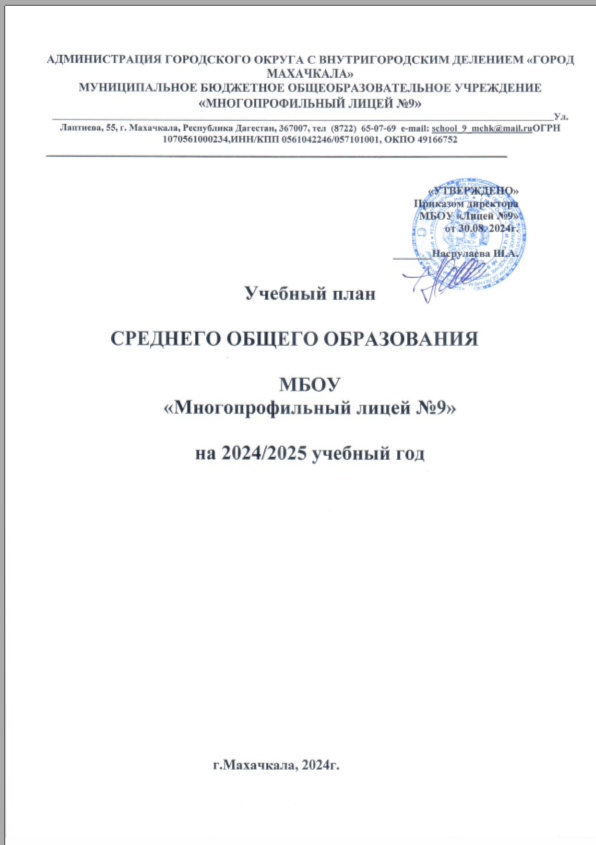 АДМИНИСТРАЦИЯ ГОРОДСКОГО ОКРУГА С ВНУТРИГОРОДСКИМ ДЕЛЕНИЕМ «ГОРОД
МАХАЧКАЛА»
МУНИЦИПАЛЬНОЕ БЮДЖЕТНОЕ ОБЩЕОБРАЗОВАТЕЛЬНОЕ УЧРЕЖДЕНИЕ
«МНОГОПРОФИЛЬНЫЙ ЛИЦЕЙ №9»
Ул.
Лаптиева, 55, г. Махачкала, Республика Дагестан, 367007, тел (8722) 65-07-69 e-mail: school_9_mchk@mail.ruОГРН
1070561000234,ИНН/КПП 0561042246/057101001, ОКПО 49166752
«УТВЕРЖДЕНО»
Приказом директора
МБОУ «Лицей №9»
от 30.08. 2024г.
Насрулаева Ш.А.
Учебный план
СРЕДНЕГО ОБЩЕГО ОБРАЗОВАНИЯ
МБОУ
«Многопрофильный лицей №9»
на 2024/2025 учебный год
г.Махачкала, 2024г.